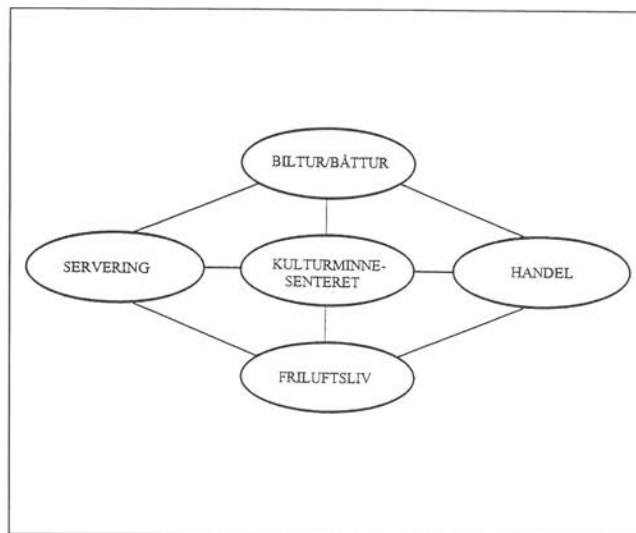 BILTUR/BÅTTUR
SERVERING
KULTURMINNE-
SENTERET
HANDEL
FRILUFTSLIV